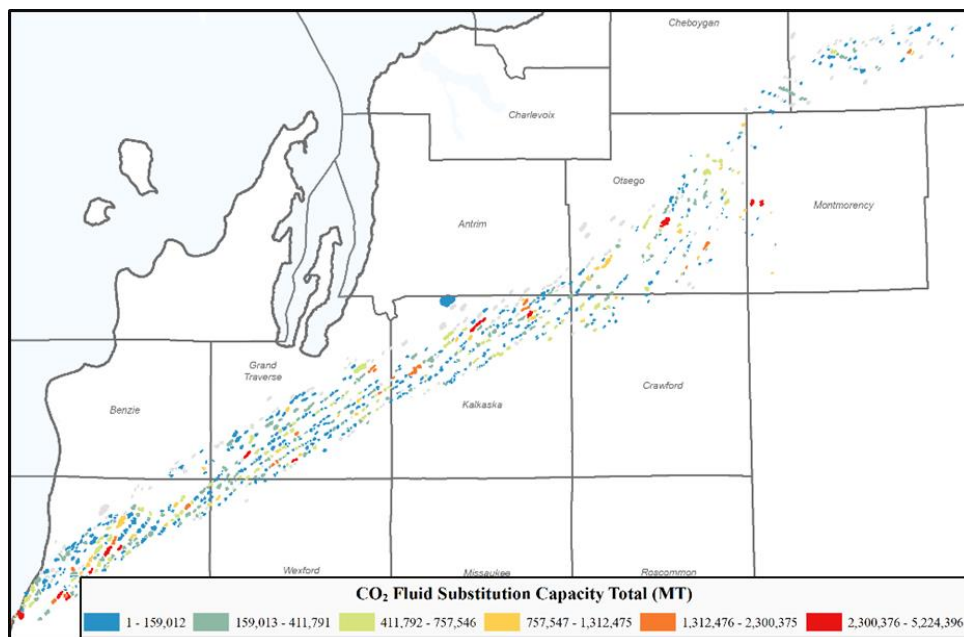 Cheboygan
Charlevoix
Otsego
Montmorency
Antrim
Grand
Traverse
Crawford
Kalkaska
Benzie
Wexford
Missaukee
Roscommon
CO₂ Fluid Substitution Capacity Total (MT)
1 - 159,012
159,013 - 411,791
411,792 - 757,546
757,547 - 1,312,475
1,312,476 - 2,300,375
2,300,376 - 5,224,396